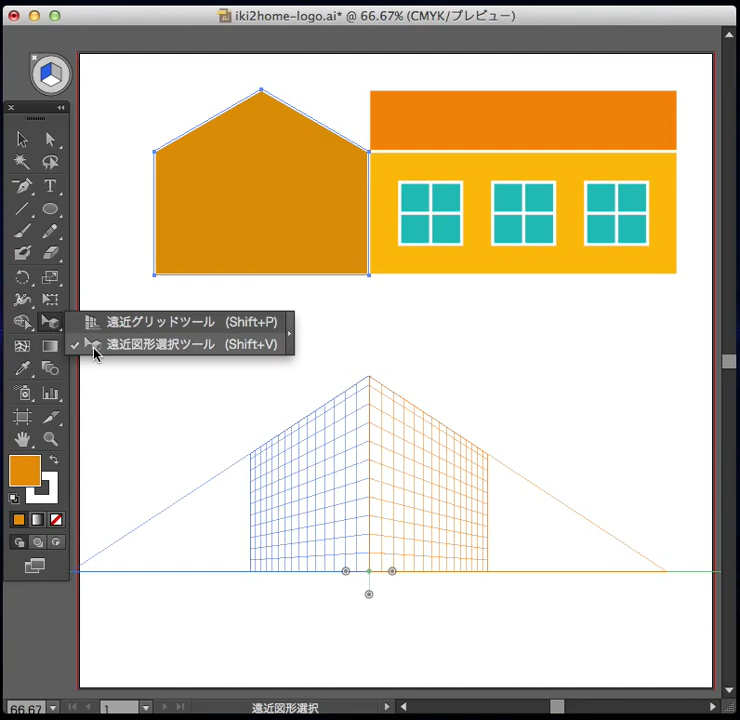 iki2home-logo.ai* @ 66.67% (CMYK/プレビュー)
遠近グリッドツール (Shift+P)
遠近図形選択ツール (Shift+V)
66.67
1
遠近図形選択